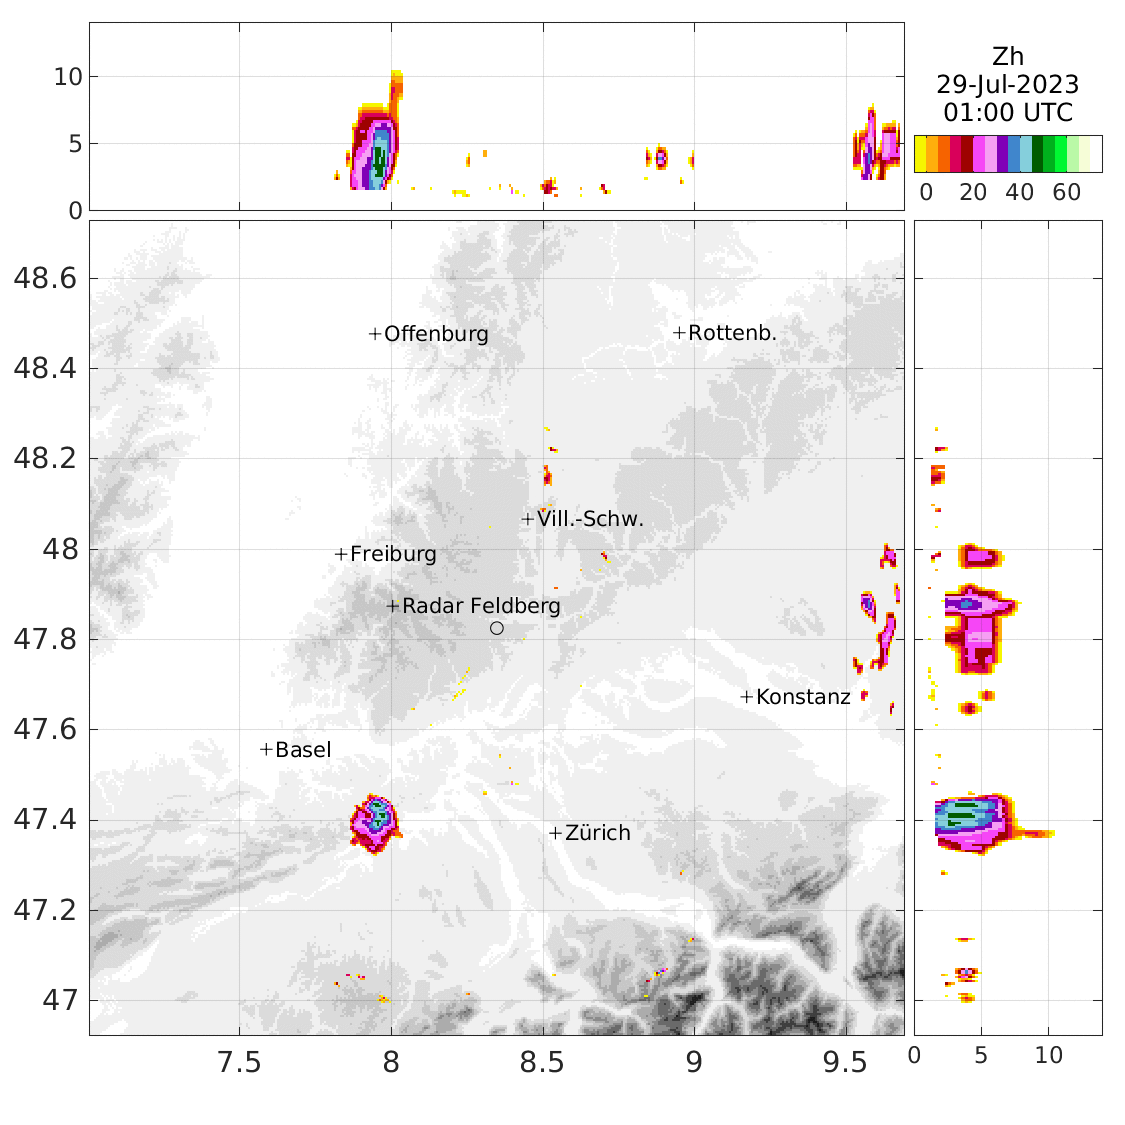 10
5
0
Zh
29-Jul-2023
01:00 UTC
0 20 40 60
48.6
48.4
48.2
48
47.8
47.6
47.4
47.2
47
+Offenburg
+Rottenb.
+Vill.-Schw.
+Freiburg
+Radar Feldberg
+Konstanz
+Basel
+Zürich
7.5 8 8.5 9 9.5
0 5 10